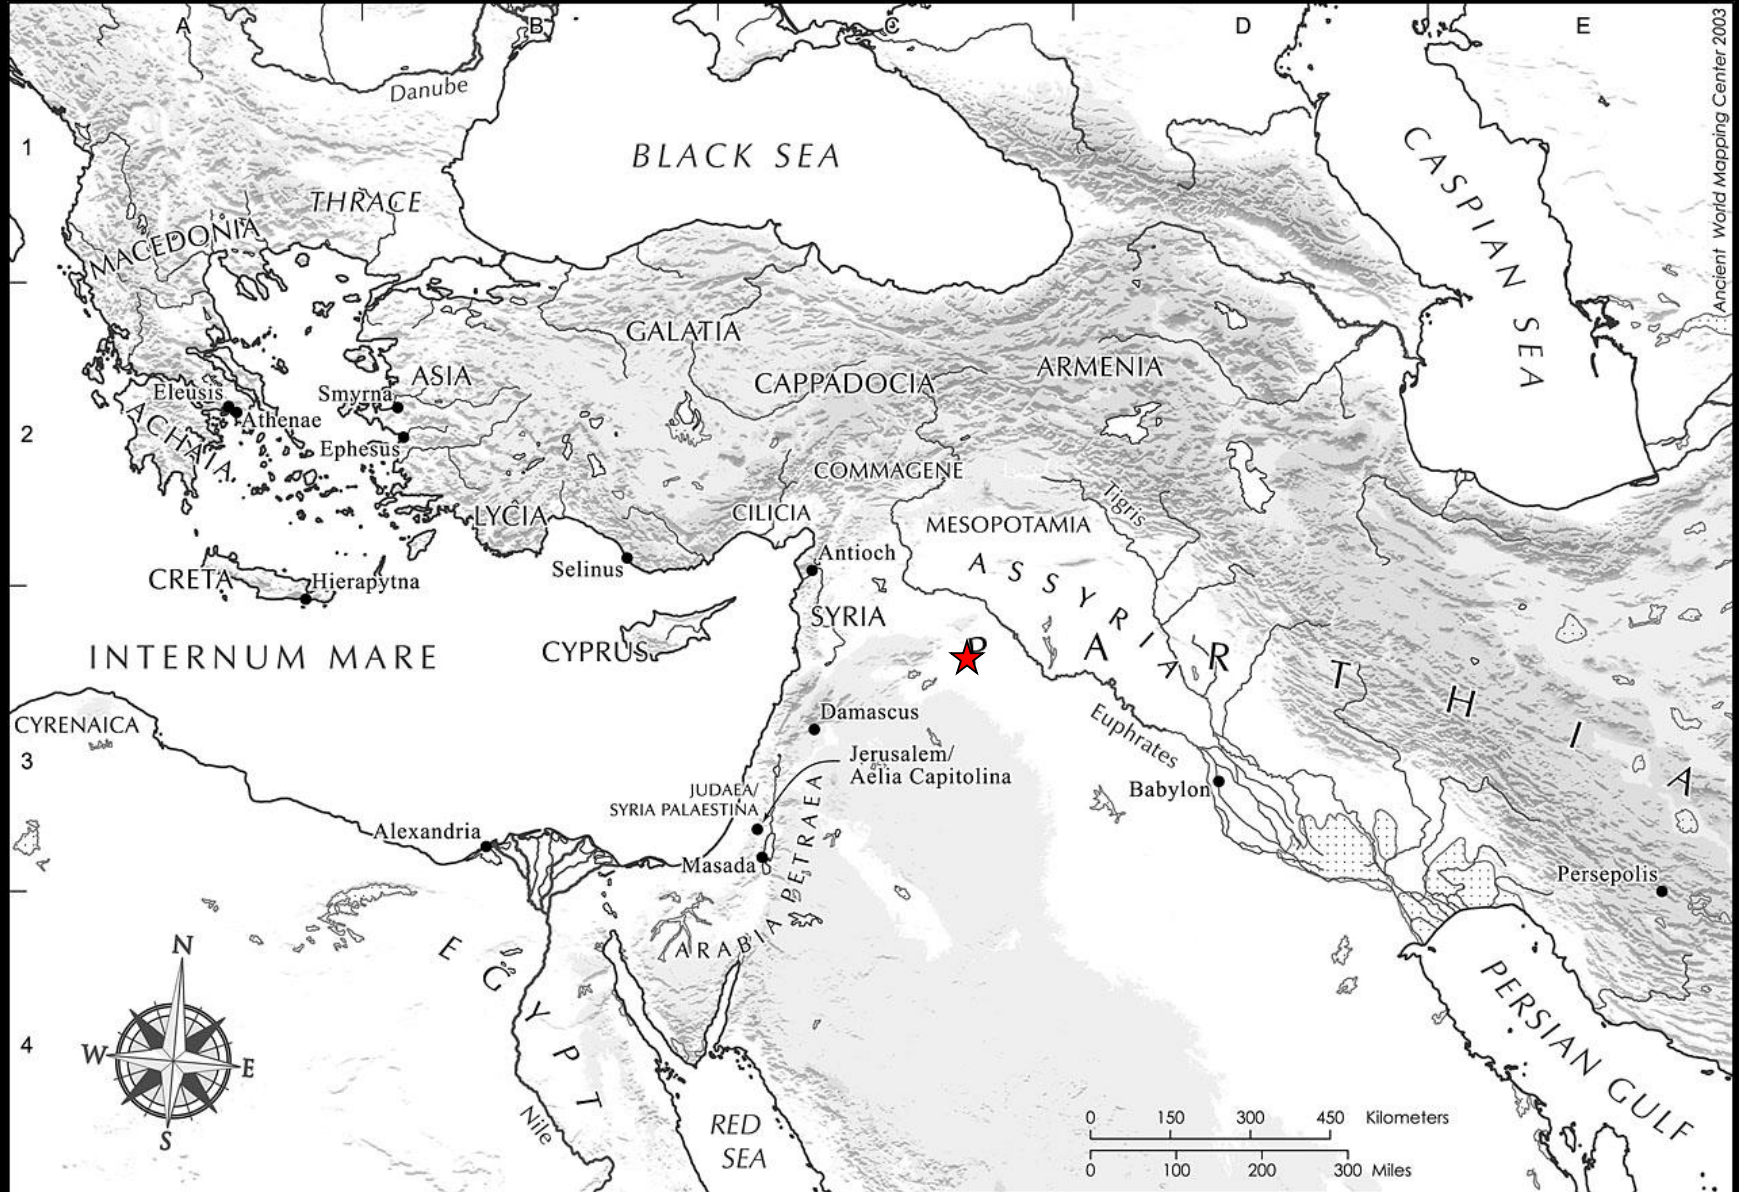 A
B
C
D
E
Ancient World Mapping Center 2003
Danube
1
BLACK SEA
CASPIAN SEA
THRACE
MACEDONIA
GALATIA
ARMENIA
ASIA
CAPPADOCIA
Eleusis
Smyrna
ACHAIA
Athenae
2
Ephesus
COMMAGENE
Tigris
LYCIA
CILICIA
MESOPOTAMIA
Antioch
ASSYRIA
Selinus
CRETA
Hierapytna
SYRIA
INTERNUM MARE
CYPRUS
PARTHIA
CYRENAICA
Damascus
Euphrates
3
Jerusalem/
Aelia Capitolina
JUDAEA/
SYRIA PALAESTINA
Babylon
Alexandria
Masada
ARABIA PETRAEA
Persepolis
EGYPT
N
W
E
S
4
PERSIAN GULF
Nile
RED
SEA
0 150 300 450 Kilometers
0 100 200 300 Miles